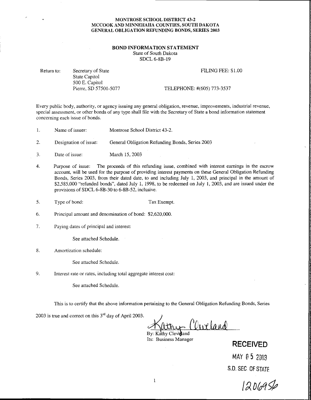 MONTROSE SCHOOL DISTRICT 43-2
MCCOOK AND MINNEHAHA COUNTIES, SOUTH DAKOTA
GENERAL OBLIGATION REFUNDING BONDS, SERIES 2003
BOND INFORMATION STATEMENT
State of South Dakota
SDCL 6-8B-19
Return to: Secretary of State FILING FEE: $1.00
State Capitol
500 E. Capitol
Pierre, SD 57501-5077 TELEPHONE: #(605) 773-3537
Every public body, authority, or agency issuing any general obligation, revenue, improvements, industrial revenue,
special assessment, or other bonds of any type shall file with the Secretary of State a bond information statement
concerning each issue of bonds.
1. Name of issuer: Montrose School District 43-2.
2. Designation of issue: General Obligation Refunding Bonds, Series 2003
3. Date of issue: March 15, 2003
4. Purpose of issue: The proceeds of this refunding issue, combined with interest earnings in the escrow
account, will be used for the purpose of providing interest payments on these General Obligation Refunding
Bonds, Series 2003, from their dated date, to and including July 1, 2003, and principal in the amount of
$2,585,000 "refunded bonds", dated July 1, 1998, to be redeemed on July 1, 2003, and are issued under the
provisions of SDCL 6-8B-30 to 6-8B-52, inclusive.
5. Type of bond: Tax Exempt.
6. Principal amount and denomination of bond: $2,620,000.
7. Paying dates of principal and interest:
See attached Schedule.
8. Amortization schedule:
See attached Schedule.
9. Interest rate or rates, including total aggregate interest cost:
See attached Schedule.
This is to certify that the above information pertaining to the General Obligation Refunding Bonds, Series
2003 is true and correct on this 3rd day of April 2003.
Kathy Cleveland
By: Kathy Cleveland
Its: Business Manager
RECEIVED
MAY 05 2003
S.D. SEC. OF STATE
1
1206956